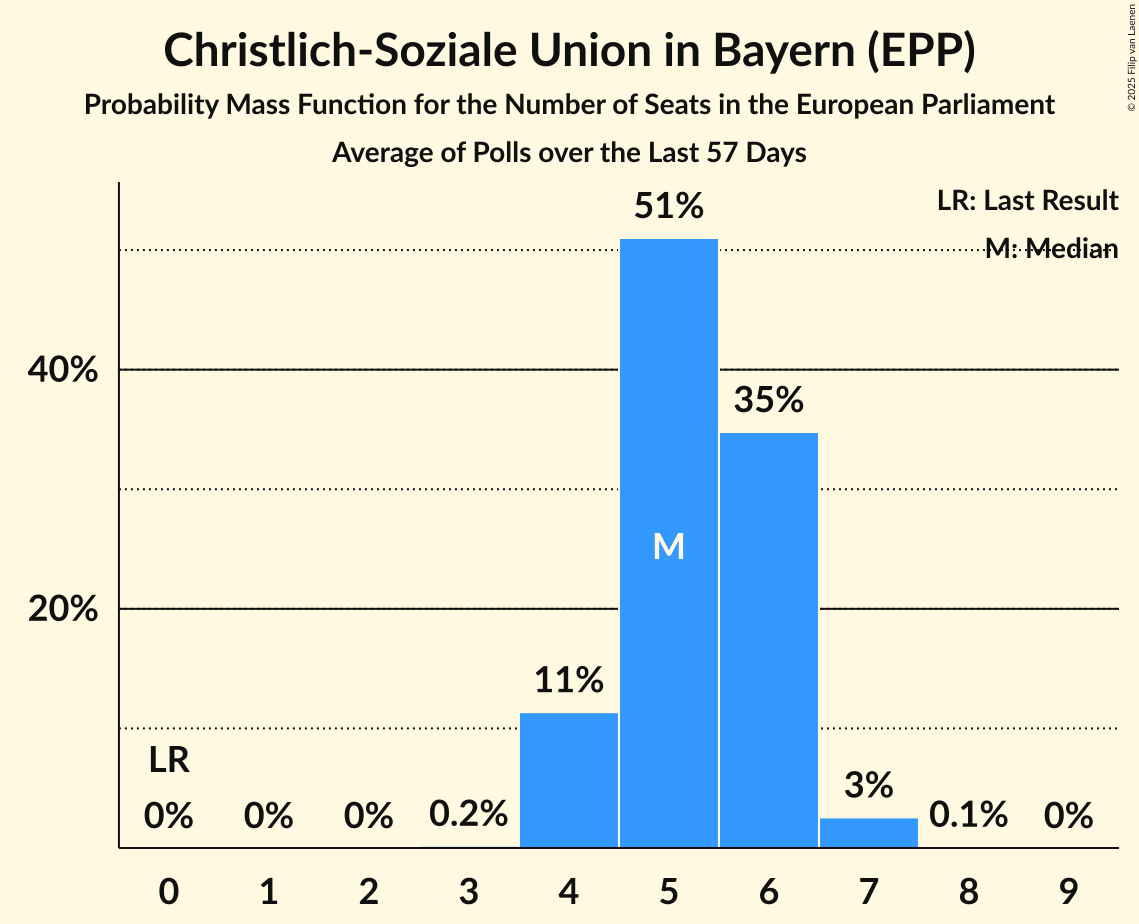 Christlich-Soziale Union in Bayern (EPP)
Probability Mass Function for the Number of Seats in the European Parliament
Average of Polls over the Last 57 Days
© 2025 Filip van Laenen
LR: Last Result
M: Median
51%
40%
35%
M
20%
11%
LR
0% 0% 0% 0.2% 3% 0.1% 0%
0 1 2 3 4 5 6 7 8 9